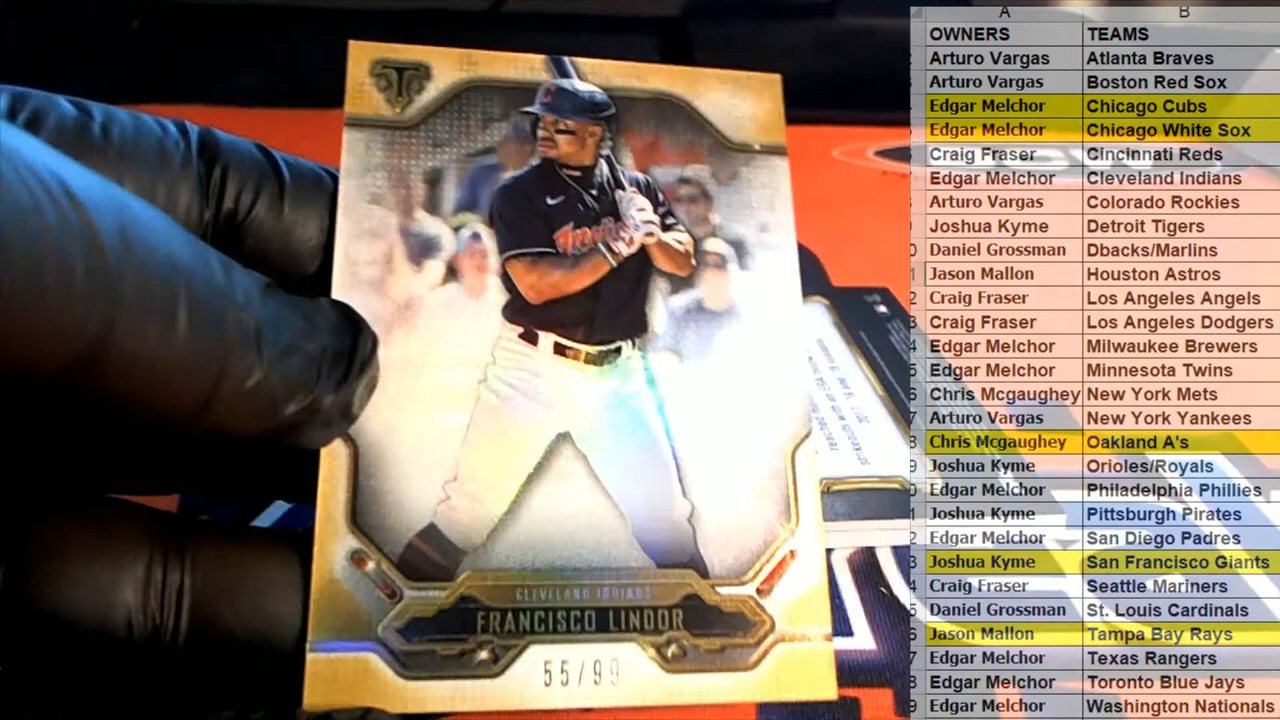 CLEVELAND INDIANS
FRANCISCO LINDOR
55/99
Indians
C
A B
OWNERS TEAMS
Arturo Vargas Atlanta Braves
Arturo Vargas Boston Red Sox
Edgar Melchor Chicago Cubs
Edgar Melchor Chicago White Sox
Craig Fraser Cincinnati Reds
Edgar Melchor Cleveland Indians
Arturo Vargas Colorado Rockies
Joshua Kyme Detroit Tigers
Daniel Grossman Dbacks/Marlins
Jason Mallon Houston Astros
Craig Fraser Los Angeles Angels
Craig Fraser Los Angeles Dodgers
Edgar Melchor Milwaukee Brewers
Edgar Melchor Minnesota Twins
Chris Mcgaughey New York Mets
Arturo Vargas New York Yankees
Chris Mcgaughey Oakland A's
Joshua Kyme Orioles/Royals
Edgar Melchor Philadelphia Phillies
Joshua Kyme Pittsburgh Pirates
Edgar Melchor San Diego Padres
Joshua Kyme San Francisco Giants
Craig Fraser Seattle Mariners
Daniel Grossman St. Louis Cardinals
Jason Mallon Tampa Bay Rays
Edgar Melchor Texas Rangers
Edgar Melchor Toronto Blue Jays
Edgar Melchor Washington Nationals